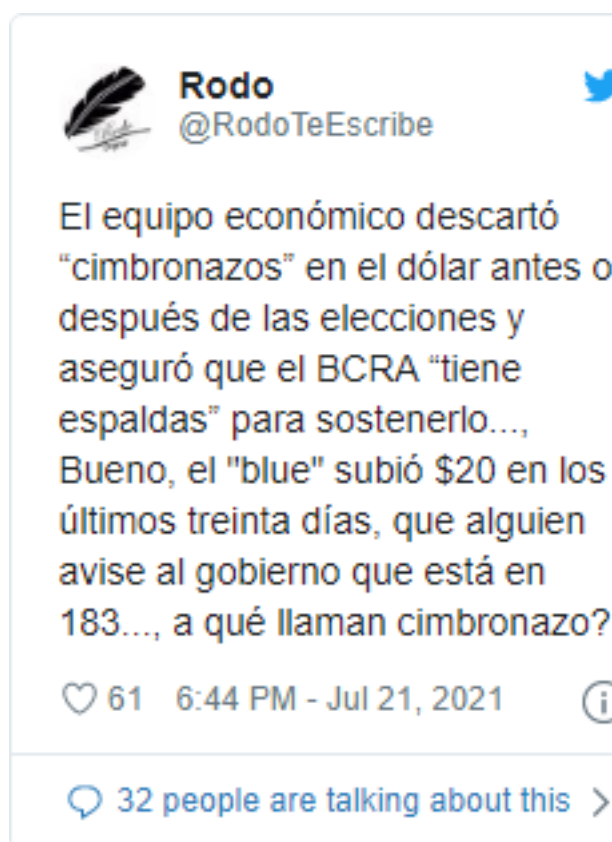 Rodo
@RodoTeEscribe
El equipo económico descartó
“cimbronazos” en el dólar antes o
después de las elecciones y
aseguró que el BCRA “tiene
espaldas” para sostenerlo...,
Bueno, el "blue" subió $20 en los
últimos treinta días, que alguien
avise al gobierno que está en
183..., a qué llaman cimbronazo?
61 6:44 PM - Jul 21, 2021
32 people are talking about this